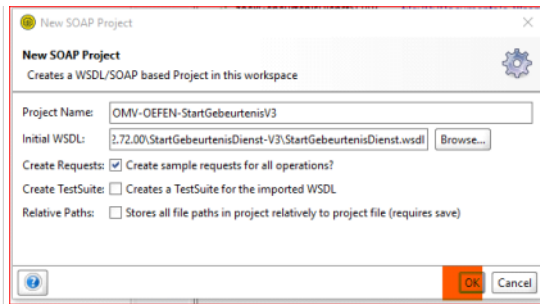 New SOAP Project
New SOAP Project
Creates a WSDL/SOAP based Project in this workspace
Project Name: OMV-OEFEN-StartGebeurtenisV3
Initial WSDL: 2.72.00\StartGebeurtenisDienst-V3\StartGebeurtenisDienst.wsdl Browse...
Create Requests: Create sample requests for all operations?
Create TestSuite: Creates a TestSuite for the imported WSDL
Relative Paths: Stores all file paths in project relatively to project file (requires save)
? OK Cancel